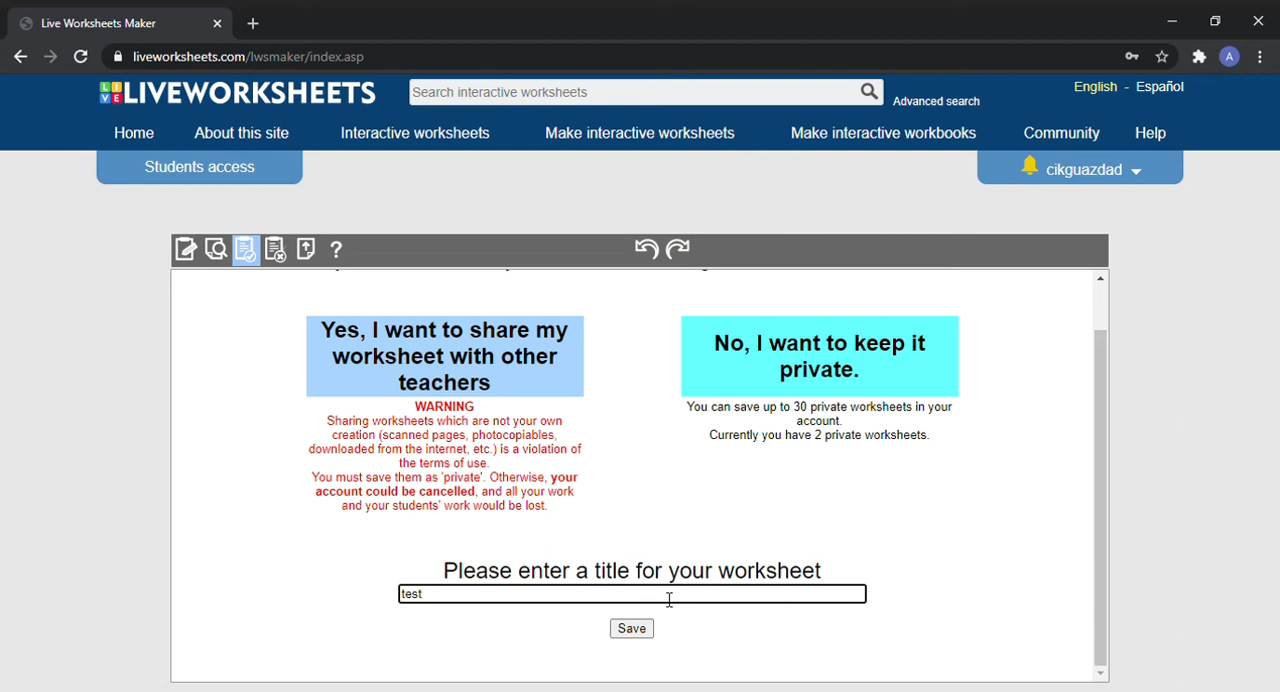 Live Worksheets Maker
liveworksheets.com/lwsmaker/index.asp
A
LIVE LIVEWORKSHEETS
Search interactive worksheets
Advanced search
English - Español
Home About this site Interactive worksheets Make interactive worksheets Make interactive workbooks Community Help
Students access
cikguazdad
?
Yes, I want to share my
worksheet with other
teachers
WARNING
Sharing worksheets which are not your own
creation (scanned pages, photocopiables,
downloaded from the internet, etc.) is a violation of
the terms of use.
You must save them as 'private'. Otherwise, your
account could be cancelled, and all your work
and your students' work would be lost.
No, I want to keep it
private.
You can save up to 30 private worksheets in your
account.
Currently you have 2 private worksheets.
Please enter a title for your worksheet
test
Save